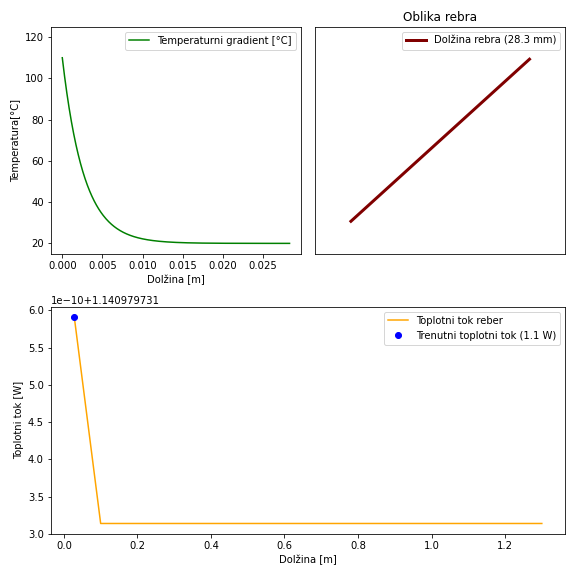 Oblika rebra
Temperaturni gradient [°C]
Dolžina rebra (28.3 mm)
120
100
80
60
40
20
Temperatura[°C]
0.000 0.005 0.010 0.015 0.020 0.025
Dolžina [m]
1e−10+1.140979731
Toplotni tok reber
Trenutni toplotni tok (1.1 W)
6.0
5.5
5.0
4.5
4.0
3.5
3.0
Toplotni tok [W]
0.0 0.2 0.4 0.6 0.8 1.0 1.2
Dolžina [m]